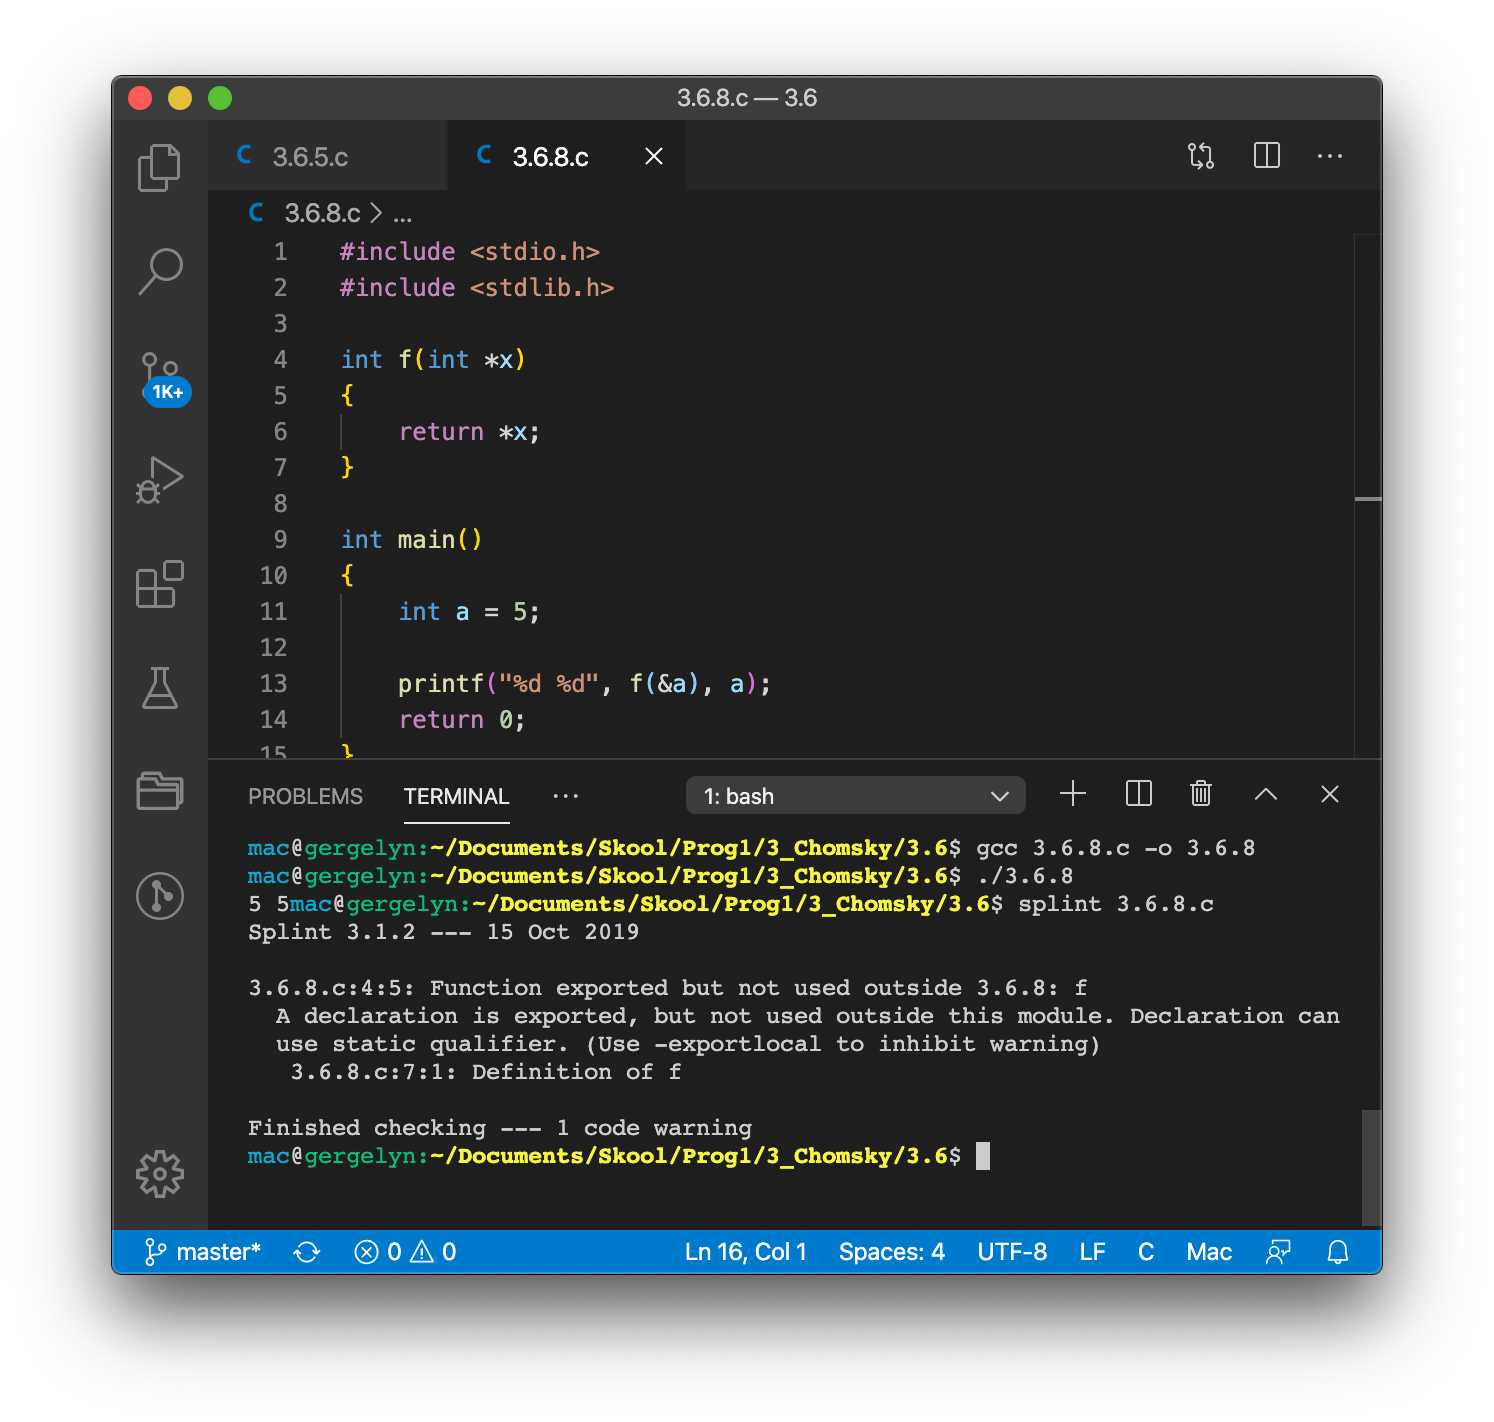 3.6.8.c — 3.6
C 3.6.5.c C 3.6.8.c
C 3.6.8.c > ...
1 #include <stdio.h>
2 #include <stdlib.h>
3
4 int f(int *x)
5 {
6     return *x;
7 }
8
9 int main()
10 {
11     int a = 5;
12
13     printf("%d %d", f(&a), a);
14     return 0;
15 }
1K+
PROBLEMS TERMINAL ... 1: bash
mac@gergelyn:~/Documents/Skool/Prog1/3_Chomsky/3.6$ gcc 3.6.8.c -o 3.6.8
mac@gergelyn:~/Documents/Skool/Prog1/3_Chomsky/3.6$ ./3.6.8
5 5mac@gergelyn:~/Documents/Skool/Prog1/3_Chomsky/3.6$ splint 3.6.8.c
Splint 3.1.2 --- 15 Oct 2019

3.6.8.c:4:5: Function exported but not used outside 3.6.8: f
  A declaration is exported, but not used outside this module. Declaration can
  use static qualifier. (Use -exportlocal to inhibit warning)
   3.6.8.c:7:1: Definition of f

Finished checking --- 1 code warning
mac@gergelyn:~/Documents/Skool/Prog1/3_Chomsky/3.6$
master* 0 0 Ln 16, Col 1 Spaces: 4 UTF-8 LF C Mac